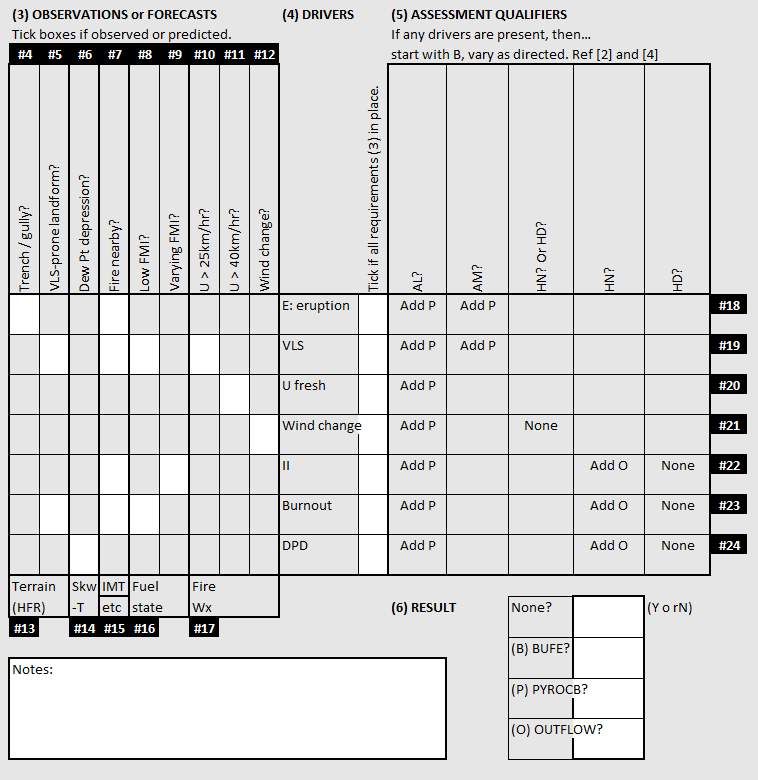 (3) OBSERVATIONS or FORECASTS
Tick boxes if observed or predicted.
(4) DRIVERS
(5) ASSESSMENT QUALIFIERS
If any drivers are present, then...
start with B, vary as directed. Ref [2] and [4]
#4 #5 #6 #7 #8 #9 #10 #11 #12
Trench / gully?
VLS-prone landform?
Dew Pt depression?
Fire nearby?
Low FMI?
Varying FMI?
U > 25km/hr?
U > 40km/hr?
Wind change?
Tick if all requirements (3) in place.
AL?
AM?
HN? Or HD?
HN?
HD?
E: eruption Add P Add P #18
VLS Add P Add P #19
U fresh Add P #20
Wind change Add P None #21
II Add P Add O None #22
Burnout Add P Add O None #23
DPD Add P Add O None #24
Terrain Skw IMT Fuel Fire
(HFR) -T etc state Wx
#13 #14 #15 #16 #17
(6) RESULT
None? (Y o rN)
(B) BUFE?
(P) PYROCB?
(O) OUTFLOW?
Notes: